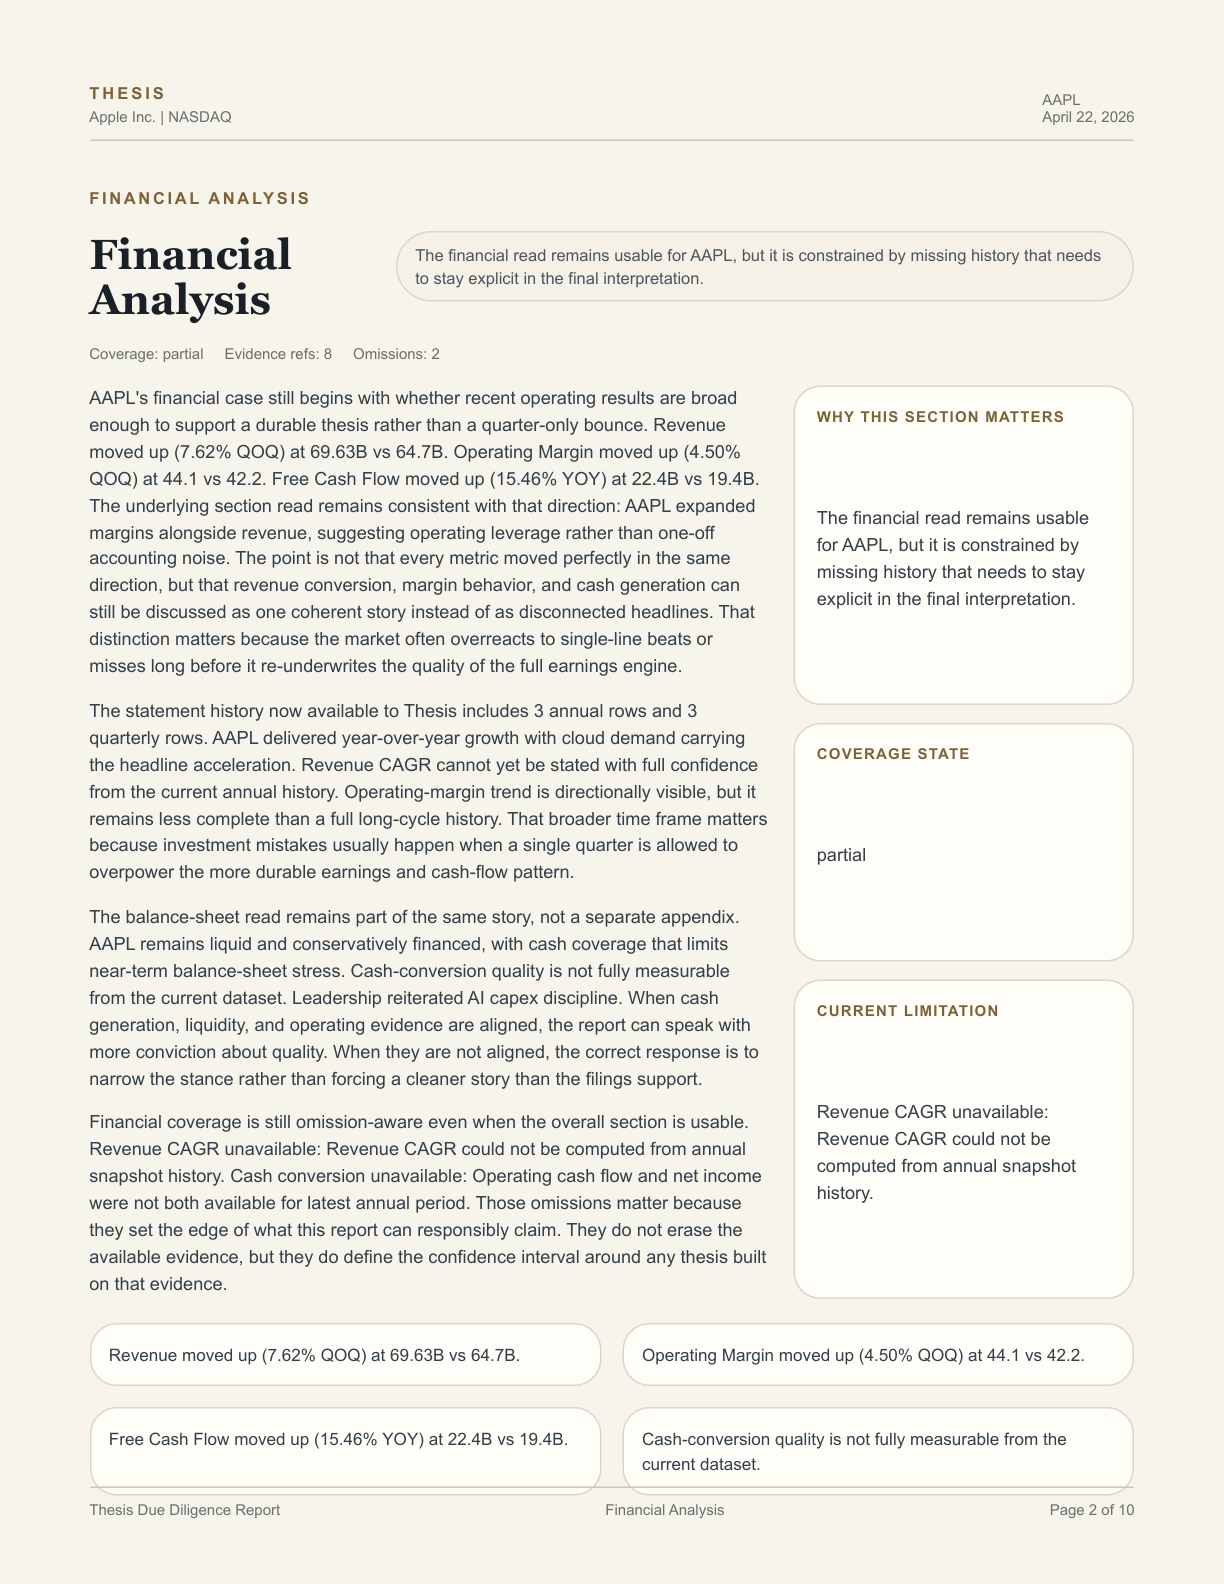 THESIS
Apple Inc. | NASDAQ
AAPL
April 22, 2026
FINANCIAL ANALYSIS
Financial
Analysis
The financial read remains usable for AAPL, but it is constrained by missing history that needs
to stay explicit in the final interpretation.
Coverage: partial Evidence refs: 8 Omissions: 2
AAPL's financial case still begins with whether recent operating results are broad
enough to support a durable thesis rather than a quarter-only bounce. Revenue
moved up (7.62% QOQ) at 69.63B vs 64.7B. Operating Margin moved up (4.50%
QOQ) at 44.1 vs 42.2. Free Cash Flow moved up (15.46% YOY) at 22.4B vs 19.4B.
The underlying section read remains consistent with that direction: AAPL expanded
margins alongside revenue, suggesting operating leverage rather than one-off
accounting noise. The point is not that every metric moved perfectly in the same
direction, but that revenue conversion, margin behavior, and cash generation can
still be discussed as one coherent story instead of as disconnected headlines. That
distinction matters because the market often overreacts to single-line beats or
misses long before it re-underwrites the quality of the full earnings engine.
The statement history now available to Thesis includes 3 annual rows and 3
quarterly rows. AAPL delivered year-over-year growth with cloud demand carrying
the headline acceleration. Revenue CAGR cannot yet be stated with full confidence
from the current annual history. Operating-margin trend is directionally visible, but it
remains less complete than a full long-cycle history. That broader time frame matters
because investment mistakes usually happen when a single quarter is allowed to
overpower the more durable earnings and cash-flow pattern.
The balance-sheet read remains part of the same story, not a separate appendix.
AAPL remains liquid and conservatively financed, with cash coverage that limits
near-term balance-sheet stress. Cash-conversion quality is not fully measurable
from the current dataset. Leadership reiterated AI capex discipline. When cash
generation, liquidity, and operating evidence are aligned, the report can speak with
more conviction about quality. When they are not aligned, the correct response is to
narrow the stance rather than forcing a cleaner story than the filings support.
Financial coverage is still omission-aware even when the overall section is usable.
Revenue CAGR unavailable: Revenue CAGR could not be computed from annual
snapshot history. Cash conversion unavailable: Operating cash flow and net income
were not both available for latest annual period. Those omissions matter because
they set the edge of what this report can responsibly claim. They do not erase the
available evidence, but they do define the confidence interval around any thesis built
on that evidence.
WHY THIS SECTION MATTERS
The financial read remains usable
for AAPL, but it is constrained by
missing history that needs to stay
explicit in the final interpretation.
COVERAGE STATE
partial
CURRENT LIMITATION
Revenue CAGR unavailable:
Revenue CAGR could not be
computed from annual snapshot
history.
Revenue moved up (7.62% QOQ) at 69.63B vs 64.7B.
Operating Margin moved up (4.50% QOQ) at 44.1 vs 42.2.
Free Cash Flow moved up (15.46% YOY) at 22.4B vs 19.4B.
Cash-conversion quality is not fully measurable from the
current dataset.
Thesis Due Diligence Report
Financial Analysis
Page 2 of 10